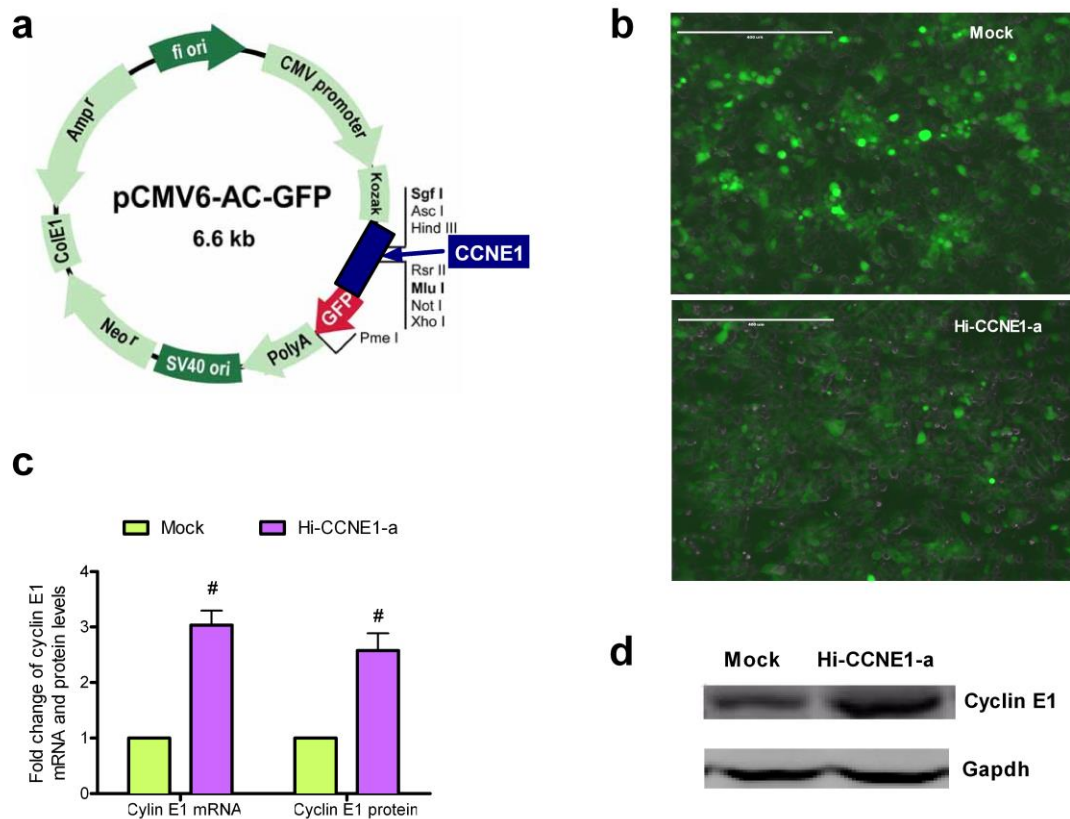 a
fi ori
CMV promoter
Kozak
Amp r
pCMV6-AC-GFP
6.6 kb
ColE1
Neo r
SV40 ori
PolyA
GFP
Sgf I
Asc I
Hind III
CCNE1
Rsr II
Mlu I
Not I
Xho I
Pme I
b
Mock
Hi-CCNE1-a
c
Mock
Hi-CCNE1-a
Fold change of cyclin E1
mRNA and protein levels
4
3
2
1
0
#
#
Cylin E1 mRNA
Cyclin E1 protein
d
Mock
Hi-CCNE1-a
Cyclin E1
Gapdh